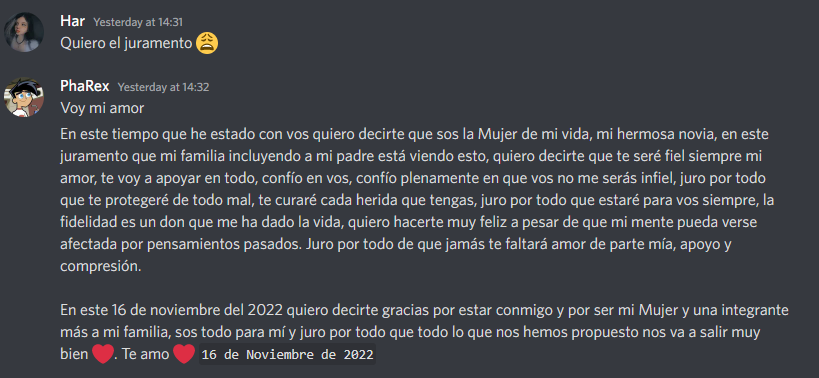 Har Yesterday at 14:31
Quiero el juramento 😩
PhaRex Yesterday at 14:32
Voy mi amor
En este tiempo que he estado con vos quiero decirte que sos la Mujer de mi vida, mi hermosa novia, en este
juramento que mi familia incluyendo a mi padre está viendo esto, quiero decirte que te seré fiel siempre mi
amor, te voy a apoyar en todo, confío en vos, confío plenamente en que vos no me serás infiel, juro por todo
que te protegeré de todo mal, te curaré cada herida que tengas, juro por todo que estaré para vos siempre, la
fidelidad es un don que me ha dado la vida, quiero hacerte muy feliz a pesar de que mi mente pueda verse
afectada por pensamientos pasados. Juro por todo de que jamás te faltará amor de parte mía, apoyo y
compresión.
En este 16 de noviembre del 2022 quiero decirte gracias por estar conmigo y por ser mi Mujer y una integrante
más a mi familia, sos todo para mí y juro por todo que todo lo que nos hemos propuesto nos va a salir muy
bien ❤️. Te amo ❤️ 16 de Noviembre de 2022